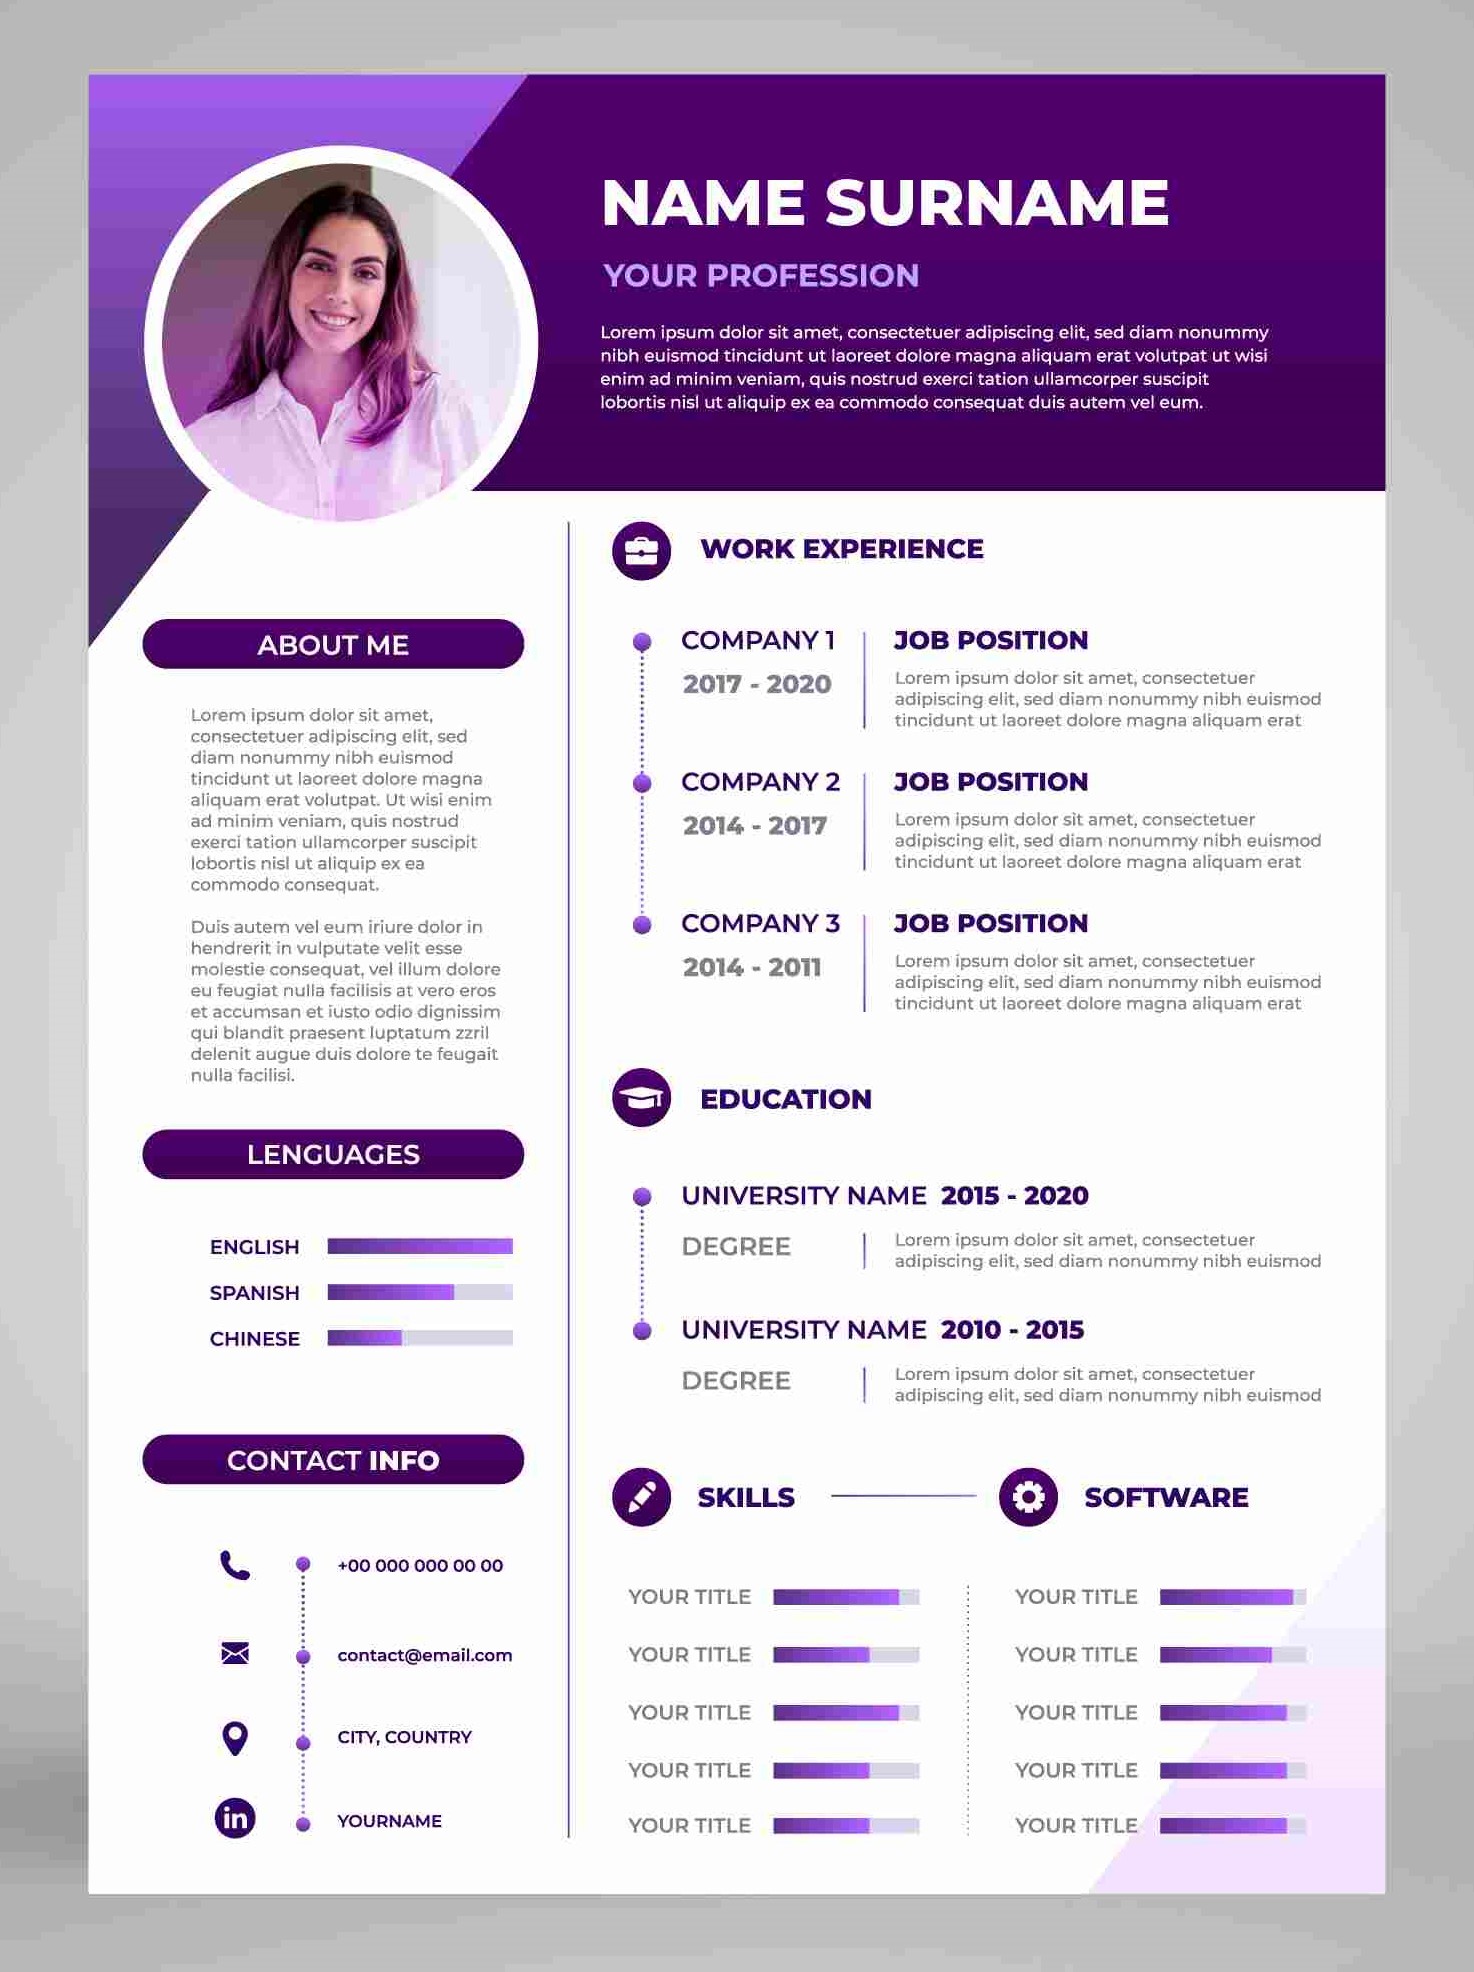 NAME SURNAME
YOUR PROFESSION
Lorem ipsum dolor sit amet, consectetuer adipiscing elit, sed diam nonummy
nibh euismod tincidunt ut laoreet dolore magna aliquam erat volutpat ut wisi
enim ad minim veniam, quis nostrud exerci tation ullamcorper suscipit
lobortis nisl ut aliquip ex ea commodo consequat duis autem vel eum.
ABOUT ME
Lorem ipsum dolor sit amet,
consectetuer adipiscing elit, sed
diam nonummy nibh euismod
tincidunt ut laoreet dolore magna
aliquam erat volutpat. Ut wisi enim
ad minim veniam, quis nostrud
exerci tation ullamcorper suscipit
lobortis nisl ut aliquip ex ea
commodo consequat.
Duis autem vel eum iriure dolor in
hendrerit in vulputate velit esse
molestie consequat, vel illum dolore
eu feugiat nulla facilisis at vero eros
et accumsan et iusto odio dignissim
qui blandit praesent luptatum zzril
delenit augue duis dolore te feugait
nulla facilisi.
LENGUAGES
ENGLISH
SPANISH
CHINESE
CONTACT INFO
+00 000 000 00 00
contact@email.com
CITY, COUNTRY
in YOURNAME
WORK EXPERIENCE
COMPANY 1
2017 - 2020
JOB POSITION
Lorem ipsum dolor sit amet, consectetuer
adipiscing elit, sed diam nonummy nibh euismod
tincidunt ut laoreet dolore magna aliquam erat
COMPANY 2
2014 - 2017
JOB POSITION
Lorem ipsum dolor sit amet, consectetuer
adipiscing elit, sed diam nonummy nibh euismod
tincidunt ut laoreet dolore magna aliquam erat
COMPANY 3
2014 - 2011
JOB POSITION
Lorem ipsum dolor sit amet, consectetuer
adipiscing elit, sed diam nonummy nibh euismod
tincidunt ut laoreet dolore magna aliquam erat
EDUCATION
UNIVERSITY NAME 2015 - 2020
DEGREE
Lorem ipsum dolor sit amet, consectetuer
adipiscing elit, sed diam nonummy nibh euismod
UNIVERSITY NAME 2010 - 2015
DEGREE
Lorem ipsum dolor sit amet, consectetuer
adipiscing elit, sed diam nonummy nibh euismod
SKILLS
YOUR TITLE
YOUR TITLE
YOUR TITLE
YOUR TITLE
YOUR TITLE
SOFTWARE
YOUR TITLE
YOUR TITLE
YOUR TITLE
YOUR TITLE
YOUR TITLE